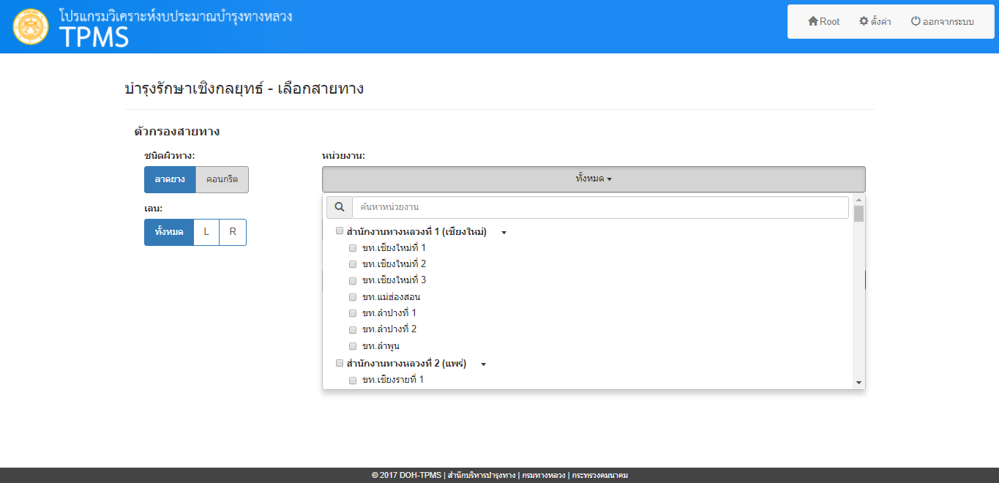 โปรแกรมวิเคราะห์งบประมาณบำรุงทางหลวง
TPMS
Root ตั้งค่า ออกจากระบบ
บำรุงรักษาเชิงกลยุทธ์ - เลือกสายทาง
ตัวกรองสายทาง
ชนิดผิวทาง:
ลาดยาง คอนกรีต
เลน:
ทั้งหมด L R
หน่วยงาน:
ทั้งหมด
ค้นหาหน่วยงาน
สำนักงานทางหลวงที่ 1 (เชียงใหม่)
ขท.เชียงใหม่ที่ 1
ขท.เชียงใหม่ที่ 2
ขท.เชียงใหม่ที่ 3
ขท.แม่ฮ่องสอน
ขท.ลำปางที่ 1
ขท.ลำปางที่ 2
ขท.ลำพูน
สำนักงานทางหลวงที่ 2 (แพร่)
ขท.เชียงรายที่ 1
© 2017 DOH-TPMS | สำนักบริหารบำรุงทาง | กรมทางหลวง | กระทรวงคมนาคม